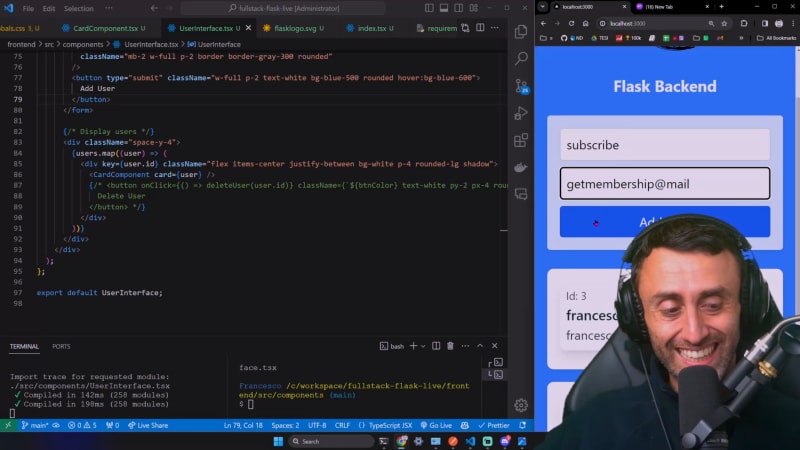 File Edit Selection
fullstack-flask-live [Administrator]
bals.css U
CardComponent.tsx U
UserInterface.tsx U
flasklogo.svg U
index.tsx U
requirem
frontend > src > components > UserInterface.tsx > UserInterface
75 className="mb-2 w-full p-2 border border-gray-300 rounded"
76 />
77 <button type="submit" className="w-full p-2 text-white bg-blue-500 rounded hover:bg-blue-600">
78 Add User
79 </button>
80 </form>
81
82 {/* Display users */}
83 <div className="space-y-4">
84 {users.map((user) => (
85 <div key={user.id} className="flex items-center justify-between bg-white p-4 rounded-lg shadow">
86 <CardComponent card={user} />
87 {/* <button onClick={() => deleteUser(user.id)} className={`${btnColor} text-white py-2 px-4 rou
88 Delete User
89 </button> */}
90 </div>
91 ))}
92 </div>
93 </div>
94 );
95 };
96
97 export default UserInterface;
98
TERMINAL PORTS
bash
Import trace for requested module:
./src/components/UserInterface.tsx
✓ Compiled in 142ms (258 modules)
✓ Compiled in 198ms (258 modules)
face.tsx
Francesco /c/workspace/fullstack-flask-live/front
end/src/components (main)
$
main* 0 5 Live Share
Ln 79, Col 18 Spaces: 2 UTF-8 CRLF {} TypeScript JSX Go Live Prettier
Search
localhost:3000
(18) New Tab
localhost:3000
All Bookmarks
Flask Backend
subscribe
getmembership@mail
Ad
Id: 3
francesc
francesc